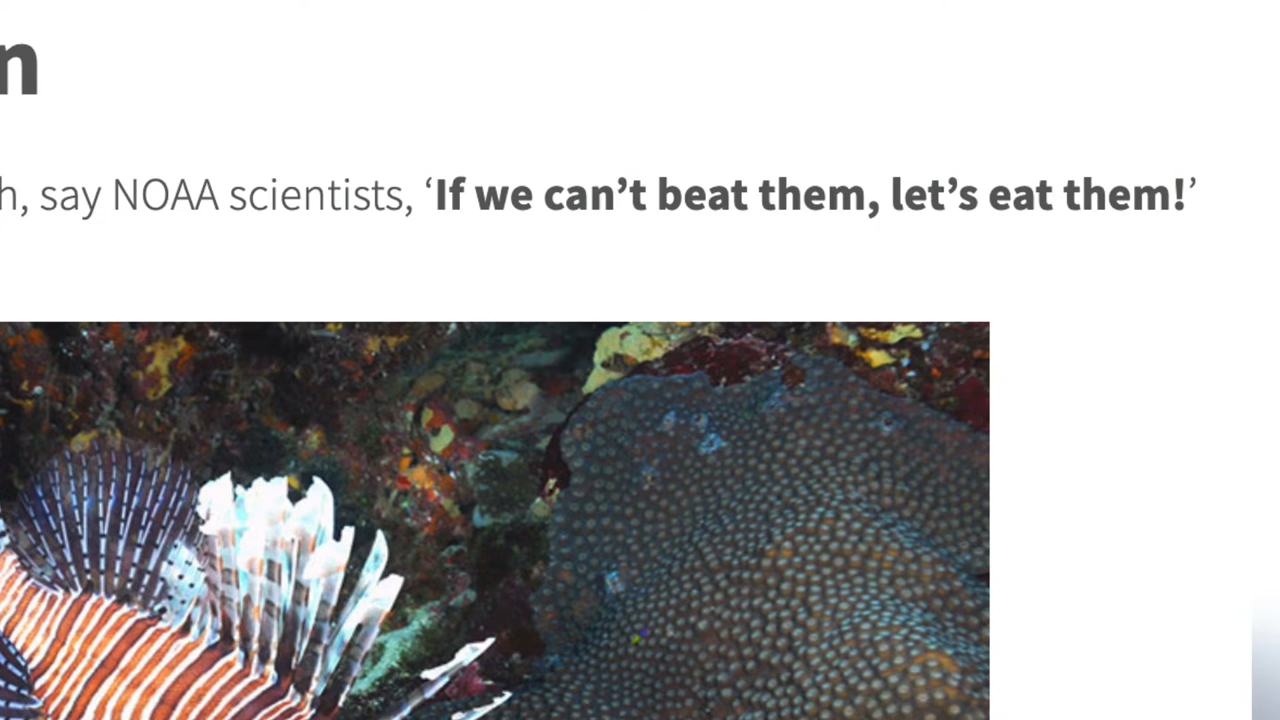 n
h, say NOAA scientists, ‘If we can’t beat them, let’s eat them!’